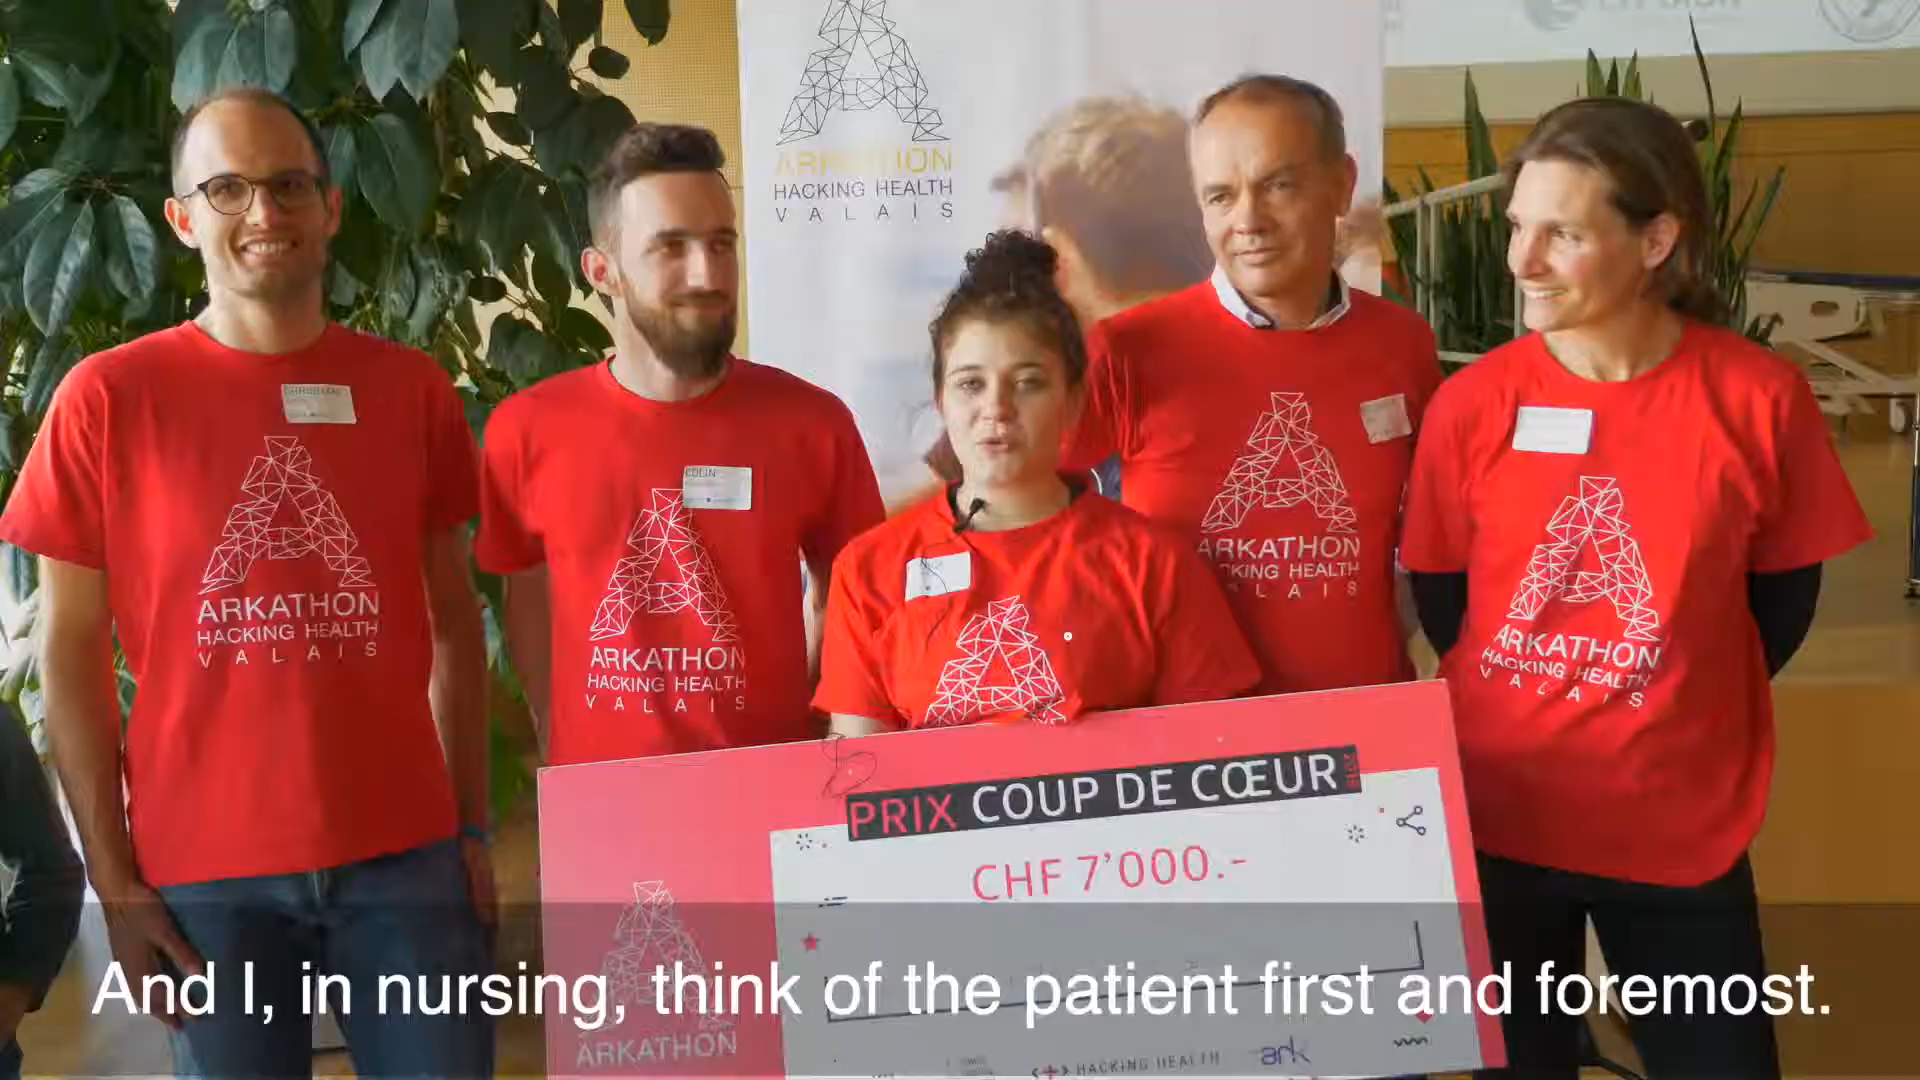 ARKATHON
HACKING HEALTH
VALAIS
ARKATHON
HACKING HEALTH
VALAIS
COLIN
ARKATHON
HACKING HEALTH
VALAIS
ARKATHON
HACKING HEALTH
VALAIS
ARKATHON
HACKING HEALTH
VALAIS
PRIX COUP DE CŒUR
CHF 7'000.-
ARKATHON
HACKING HEALTH
ark
And I, in nursing, think of the patient first and foremost.